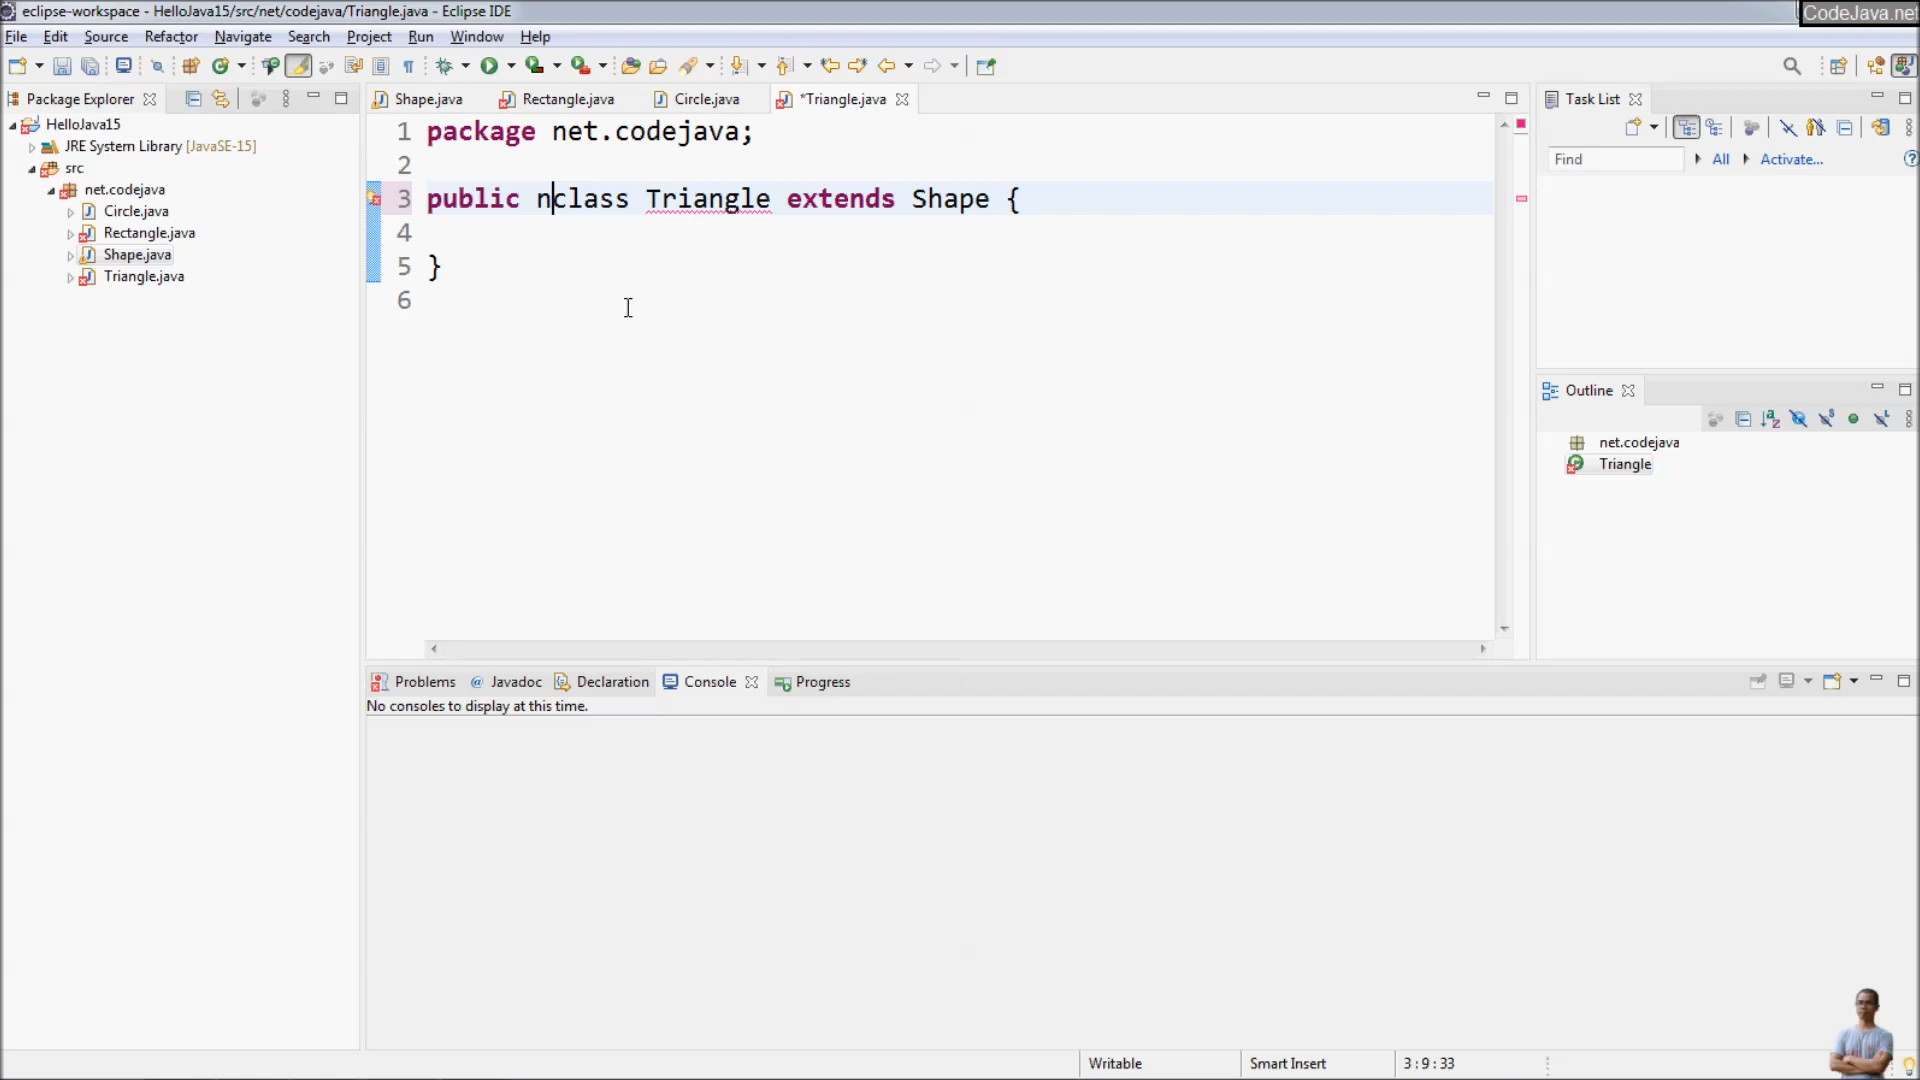 eclipse-workspace - HelloJava15/src/net/codejava/Triangle.java - Eclipse IDE
CodeJava.net
File Edit Source Refactor Navigate Search Project Run Window Help
Package Explorer
Shape.java Rectangle.java Circle.java *Triangle.java
Task List
HelloJava15
JRE System Library [JavaSE-15]
src
net.codejava
Circle.java
Rectangle.java
Shape.java
Triangle.java
1 package net.codejava;
2
3 public nclass Triangle extends Shape {
4
5 }
6
Find All Activate...
Outline
net.codejava
Triangle
Problems Javadoc Declaration Console Progress
No consoles to display at this time.
Writable Smart Insert 3 : 9 : 33